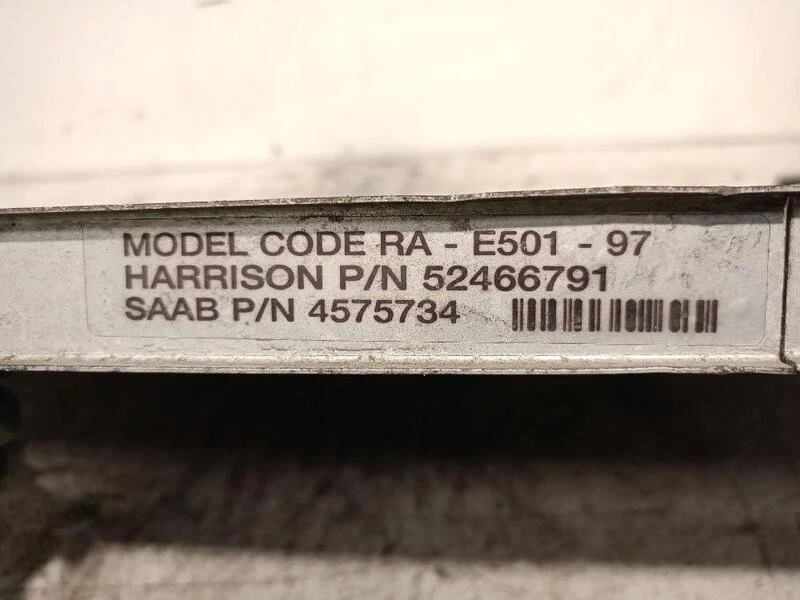 MODEL CODE RA - E501 - 97
HARRISON P/N 52466791
SAAB P/N 4575734